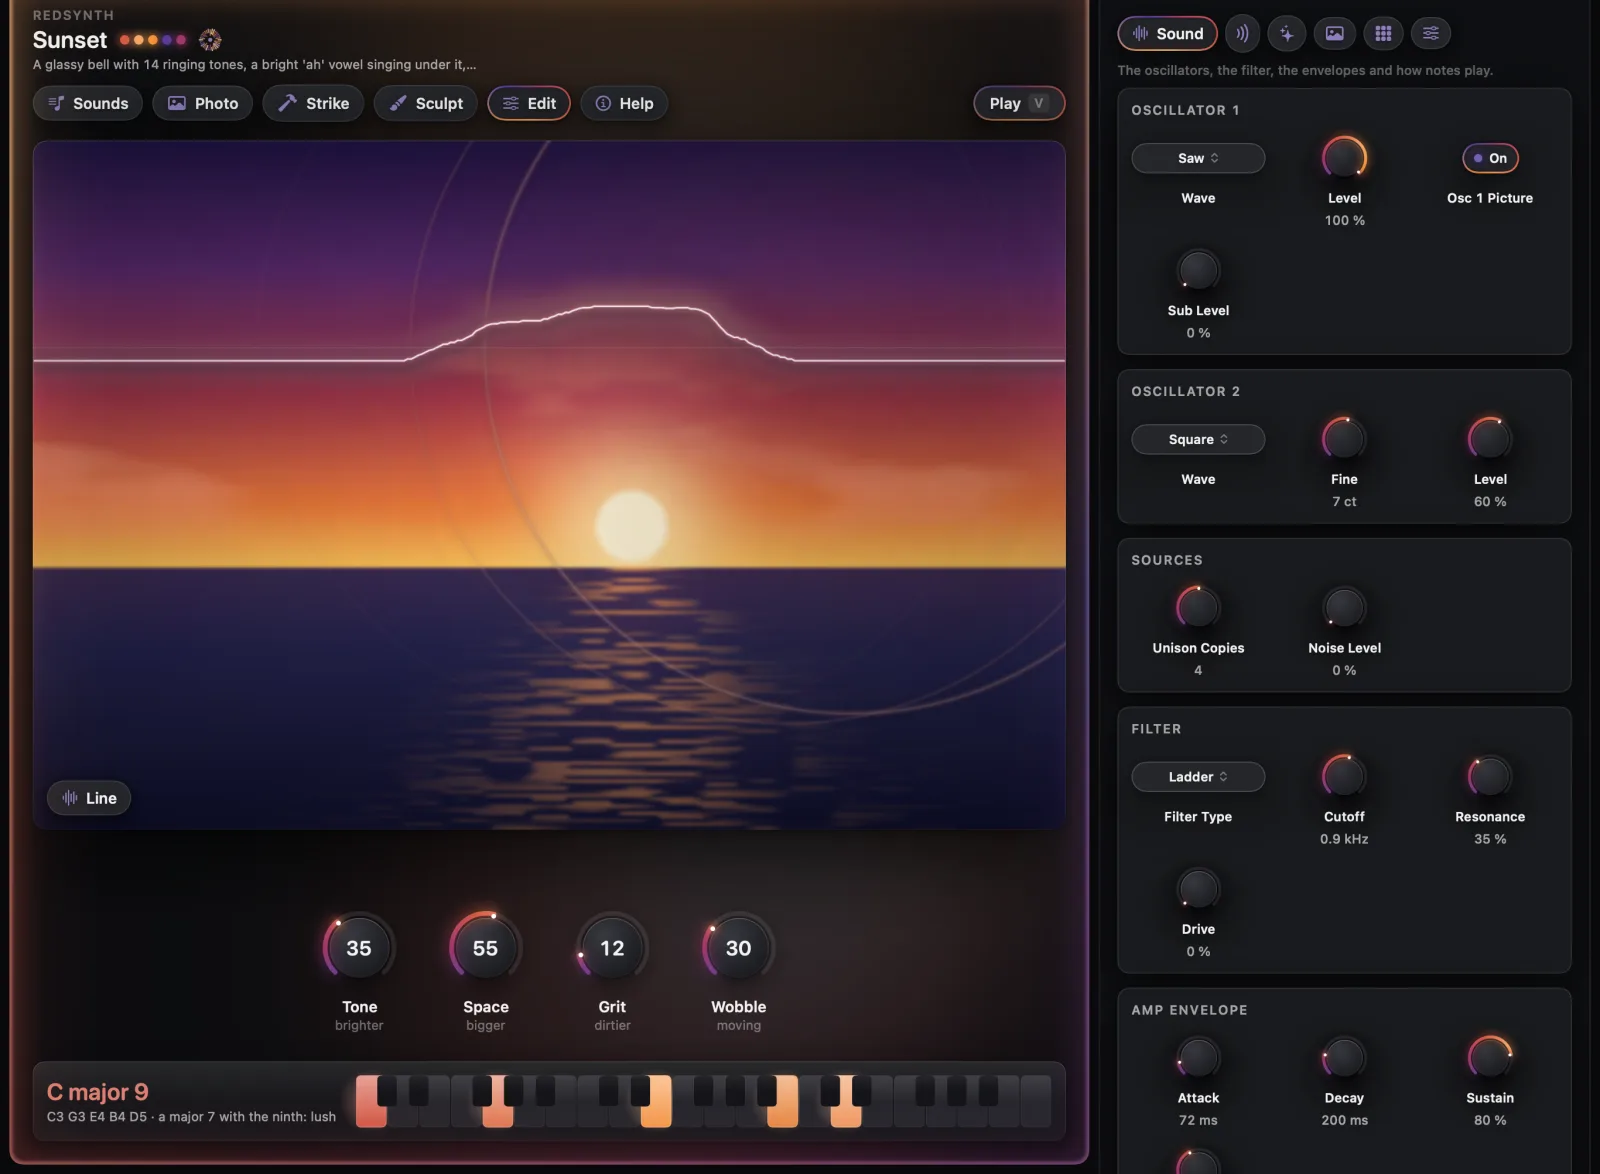 REDSYNTH
Sunset
A glassy bell with 14 ringing tones, a bright 'ah' vowel singing under it,...
Sounds
Photo
Strike
Sculpt
Edit
Help
Play V
Line
35
55
12
30
Tone
Space
Grit
Wobble
brighter
bigger
dirtier
moving
C major 9
C3 G3 E4 B4 D5 · a major 7 with the ninth: lush
Sound
The oscillators, the filter, the envelopes and how notes play.
OSCILLATOR 1
Saw
On
Wave
Level
Osc 1 Picture
100 %
Sub Level
0 %
OSCILLATOR 2
Square
Wave
Fine
Level
7 ct
60 %
SOURCES
Unison Copies
Noise Level
4
0 %
FILTER
Ladder
Filter Type
Cutoff
Resonance
0.9 kHz
35 %
Drive
0 %
AMP ENVELOPE
Attack
Decay
Sustain
72 ms
200 ms
80 %